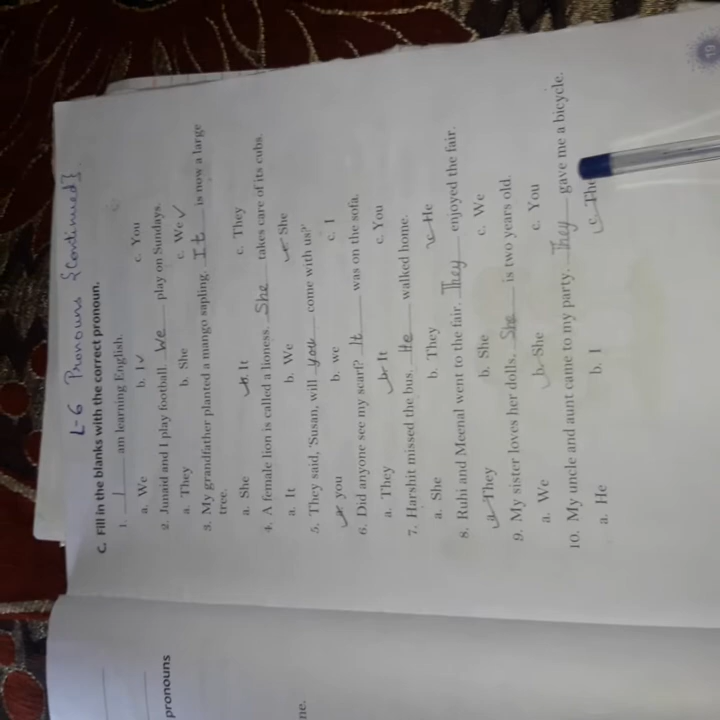 L-6 Pronouns {Continued}
C. Fill in the blanks with the correct pronoun.
1. I am learning English.
a. We b. I ✓ c. You
2. Junaid and I play football. We play on Sundays.
a. They b. She c. We ✓
3. My grandfather planted a mango sapling. It is now a large
tree.
a. She b. It c. They
4. A female lion is called a lioness. She takes care of its cubs.
a. It b. We c. She
5. They said, 'Susan, will you come with us?'
a. you b. we c. I
6. Did anyone see my scarf? It was on the sofa.
a. They b. It c. You
7. Harshit missed the bus. He walked home.
a. She b. They c. He
8. Ruhi and Meenal went to the fair. They enjoyed the fair.
a. They b. She c. We
9. My sister loves her dolls. She is two years old.
a. We b. She c. You
10. My uncle and aunt came to my party. They gave me a bicycle.
a. He b. I c. The
19
pronouns
ne.